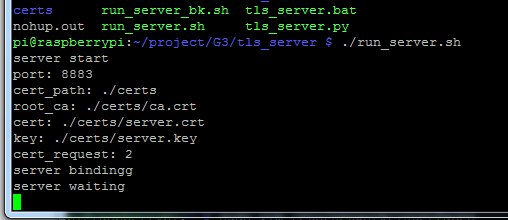 certs run_server_bk.sh tls_server.bat
nohup.out run_server.sh tls_server.py
pi@raspberrypi:~/project/G3/tls_server $ ./run_server.sh
server start
port: 8883
cert_path: ./certs
root_ca: ./certs/ca.crt
cert: ./certs/server.crt
key: ./certs/server.key
cert_request: 2
server bindingg
server waiting